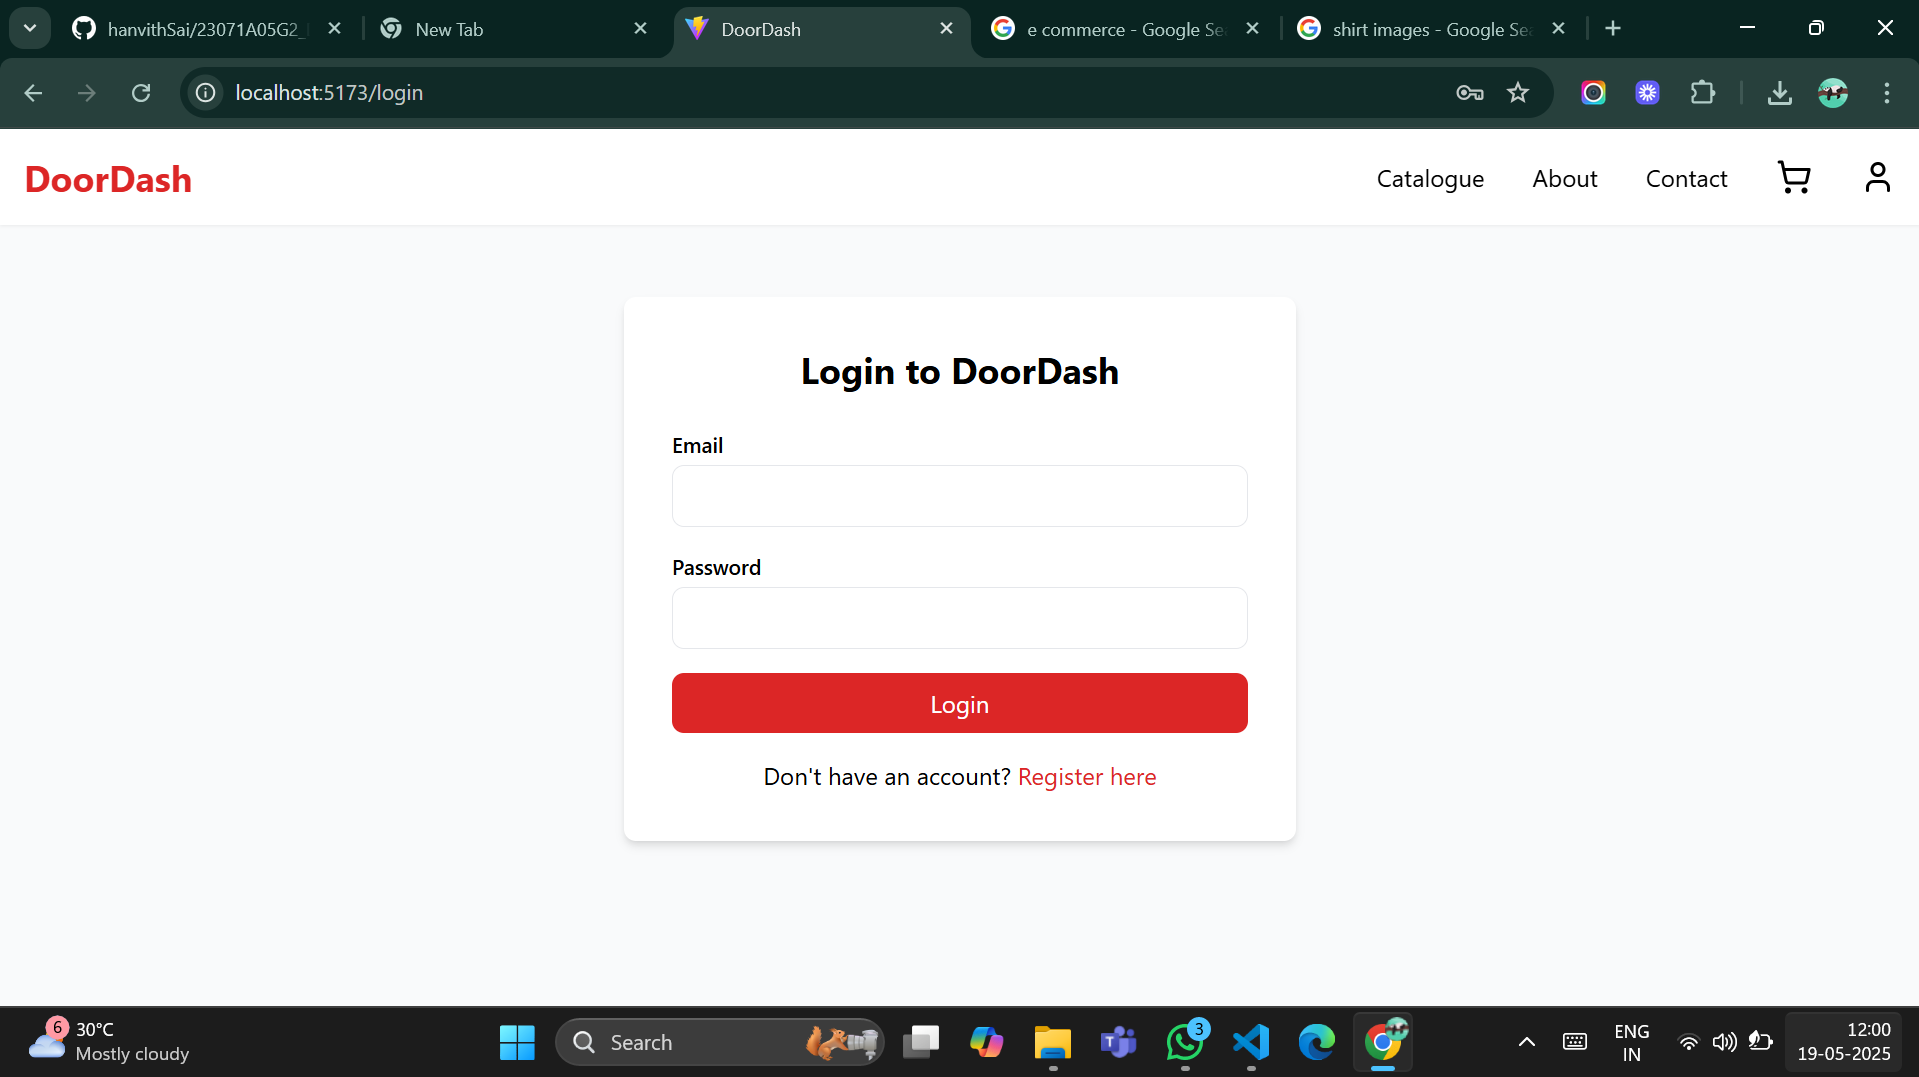 hanvithSai/23071A05G2_
New Tab
DoorDash
e commerce - Google Se
shirt images - Google Se
localhost:5173/login
DoorDash
Catalogue
About
Contact
Login to DoorDash
Email
Password
Login
Don't have an account? Register here
6
30°C
Mostly cloudy
Search
3
ENG
IN
12:00
19-05-2025